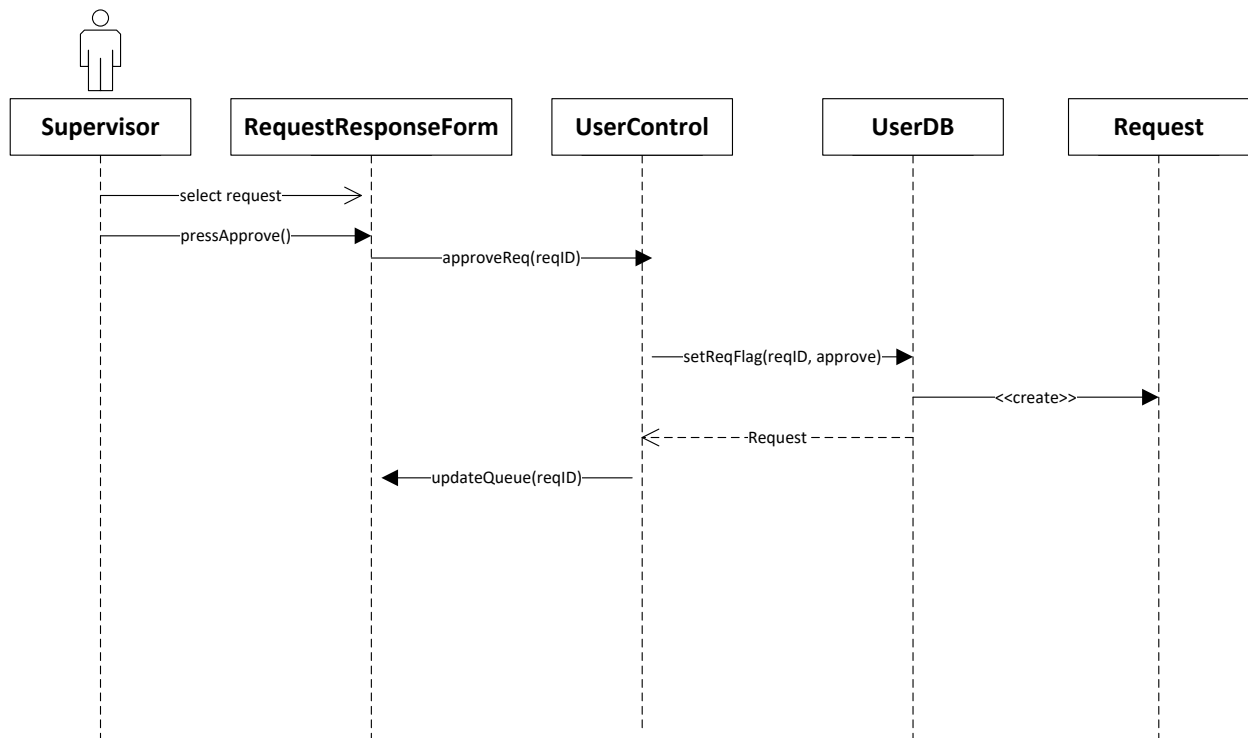 Supervisor
RequestResponseForm
UserControl
UserDB
Request
select request
pressApprove()
approveReq(reqID)
setReqFlag(reqID, approve)
<<create>>
Request
updateQueue(reqID)